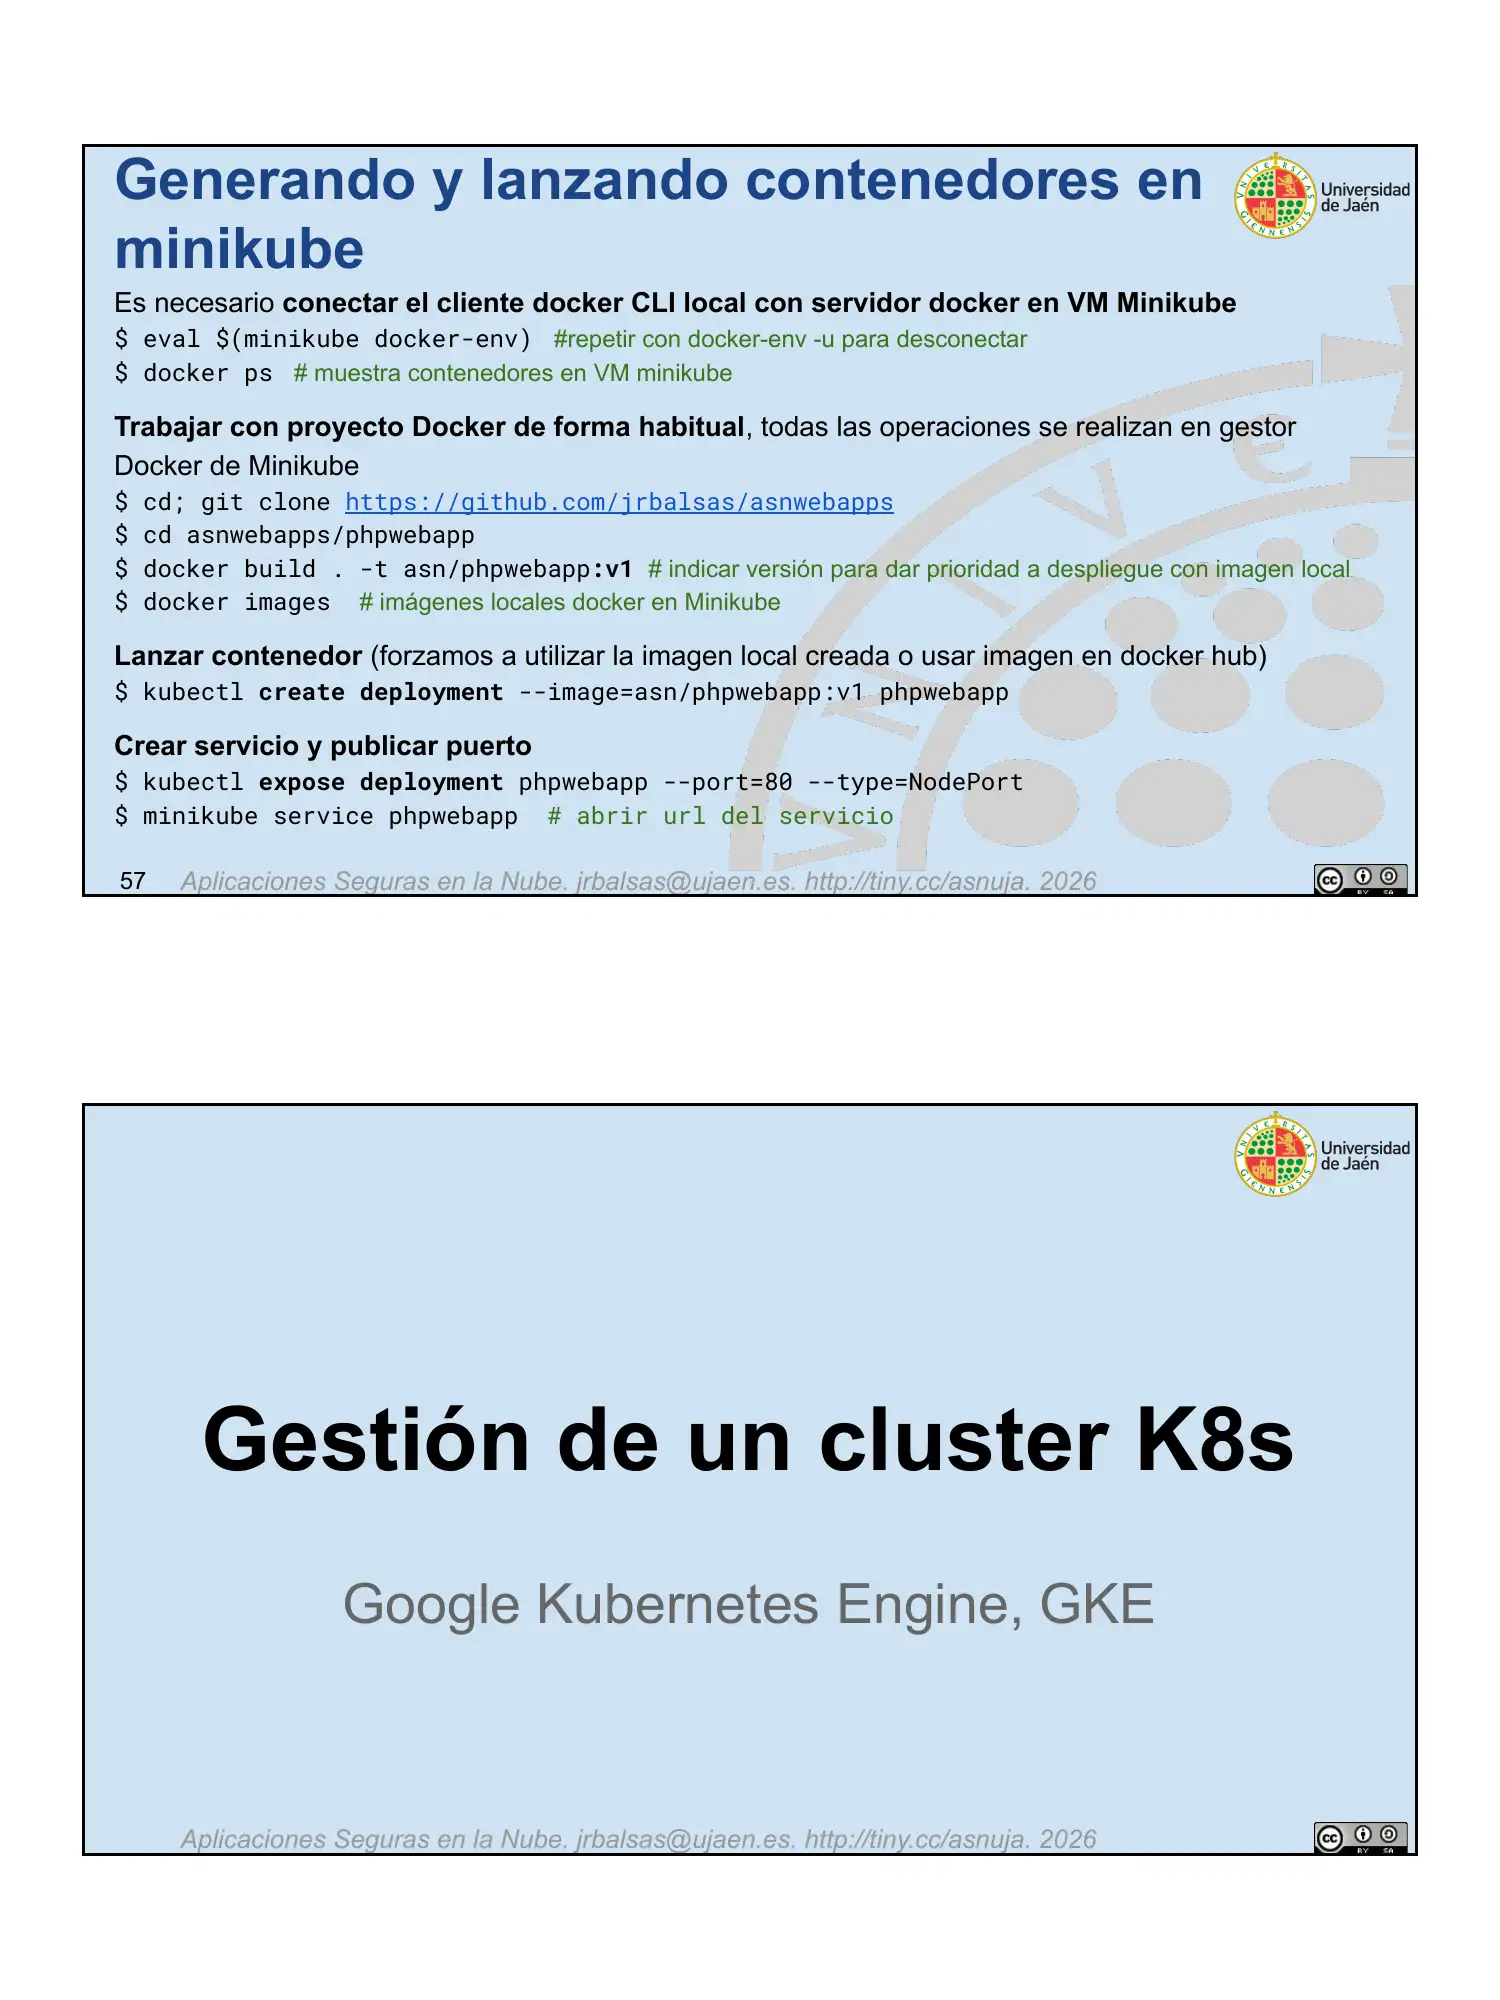 Generando y lanzando contenedores en
minikube
Universidad
de Jaén
Es necesario conectar el cliente docker CLI local con servidor docker en VM Minikube
$ eval $(minikube docker-env) #repetir con docker-env -u para desconectar
$ docker ps # muestra contenedores en VM minikube
Trabajar con proyecto Docker de forma habitual, todas las operaciones se realizan en gestor
Docker de Minikube
$ cd; git clone https://github.com/jrbalsas/asnwebapps
$ cd asnwebapps/phpwebapp
$ docker build . -t asn/phpwebapp:v1 # indicar versión para dar prioridad a despliegue con imagen local
$ docker images # imágenes locales docker en Minikube
Lanzar contenedor (forzamos a utilizar la imagen local creada o usar imagen en docker hub)
$ kubectl create deployment --image=asn/phpwebapp:v1 phpwebapp
Crear servicio y publicar puerto
$ kubectl expose deployment phpwebapp --port=80 --type=NodePort
$ minikube service phpwebapp # abrir url del servicio
57 Aplicaciones Seguras en la Nube. jrbalsas@ujaen.es. http://tiny.cc/asnuja. 2026
cc BY SA
Universidad
de Jaén
Gestión de un cluster K8s
Google Kubernetes Engine, GKE
Aplicaciones Seguras en la Nube. jrbalsas@ujaen.es. http://tiny.cc/asnuja. 2026
cc BY SA